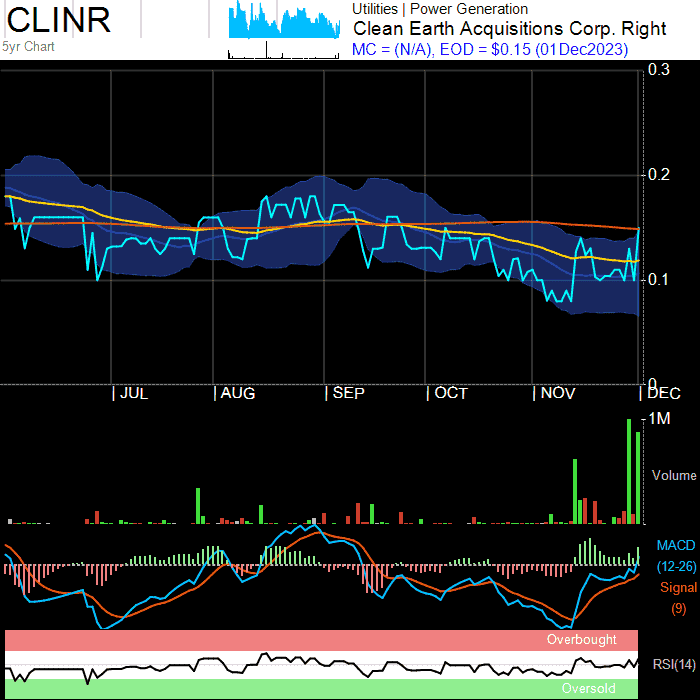 CLINR
5yr Chart
Utilities | Power Generation
Clean Earth Acquisitions Corp. Right
MC = (N/A), EOD = $0.15 (01Dec2023)
0.3
0.2
0.1
0
JUL AUG SEP OCT NOV DEC
1M
Volume
MACD
(12-26)
Signal
(9)
Overbought
RSI(14)
Oversold